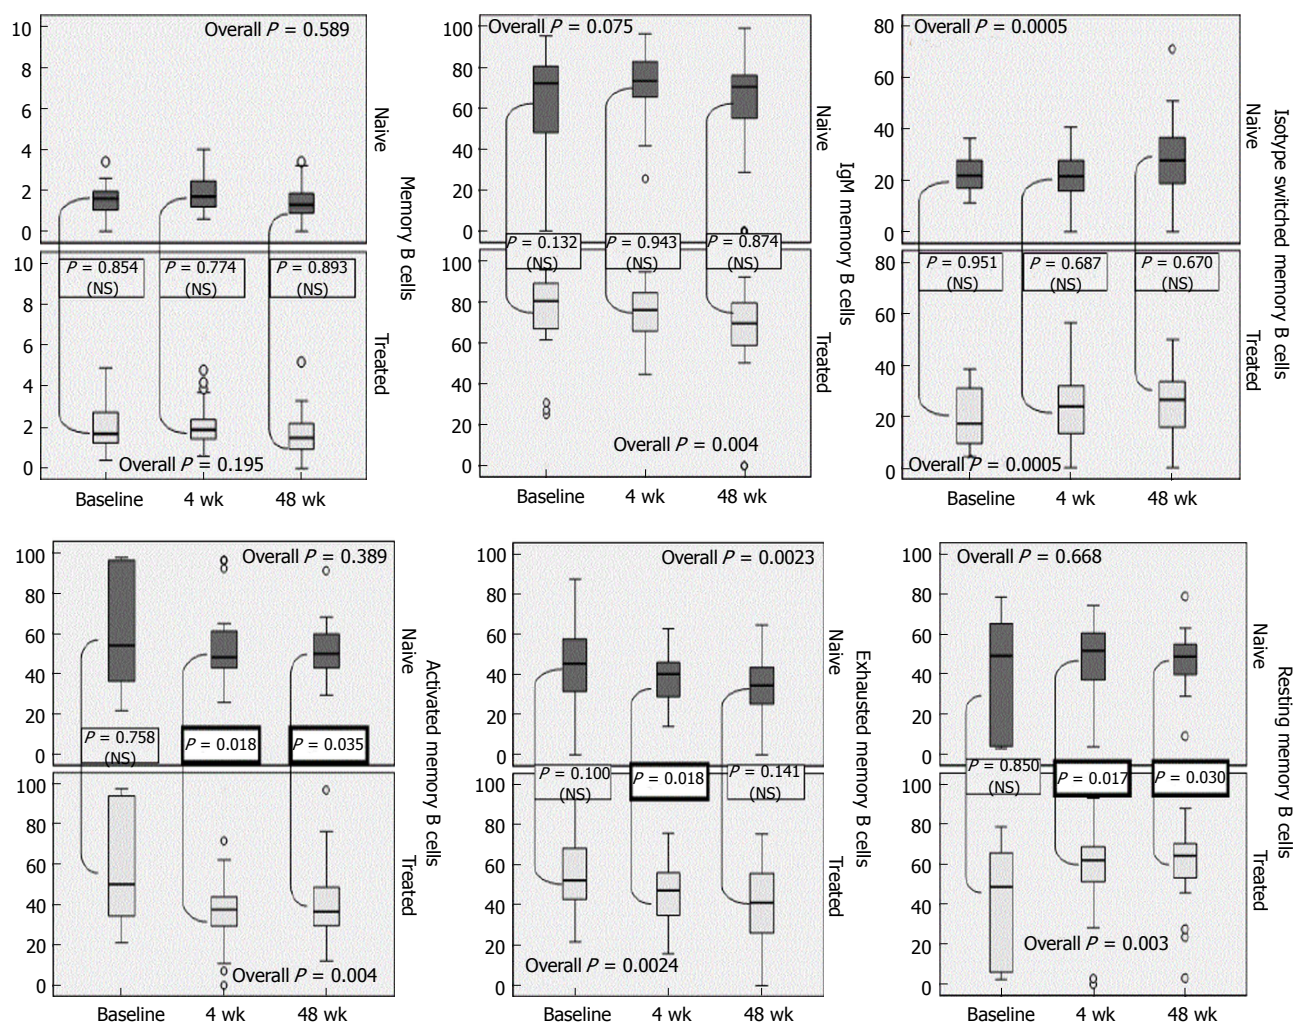 Overall P = 0.589
10
8
6
4
2
0
Naive
P = 0.854
(NS)
P = 0.774
(NS)
P = 0.893
(NS)
10
8
6
4
2
0
Treated
Memory B cells
Overall P = 0.195
Baseline
4 wk
48 wk
Overall P = 0.075
100
80
60
40
20
0
Naive
P = 0.132
(NS)
P = 0.943
(NS)
P = 0.874
(NS)
100
80
60
40
20
0
Treated
IgM memory B cells
Overall P = 0.004
Baseline
4 wk
48 wk
Overall P = 0.0005
80
60
40
20
0
Naive
P = 0.951
(NS)
P = 0.687
(NS)
P = 0.670
(NS)
80
60
40
20
0
Treated
Isotype switched memory B cells
Overall P = 0.0005
Baseline
4 wk
48 wk
Overall P = 0.389
100
80
60
40
20
0
Naive
P = 0.758
(NS)
P = 0.018
P = 0.035
100
80
60
40
20
0
Treated
Activated memory B cells
Overall P = 0.004
Baseline
4 wk
48 wk
Overall P = 0.0023
100
80
60
40
20
0
Naive
P = 0.100
(NS)
P = 0.018
P = 0.141
(NS)
100
80
60
40
20
0
Treated
Exhausted memory B cells
Overall P = 0.0024
Baseline
4 wk
48 wk
Overall P = 0.668
100
80
60
40
20
0
Naive
P = 0.850
(NS)
P = 0.017
P = 0.030
100
80
60
40
20
0
Treated
Resting memory B cells
Overall P = 0.003
Baseline
4 wk
48 wk